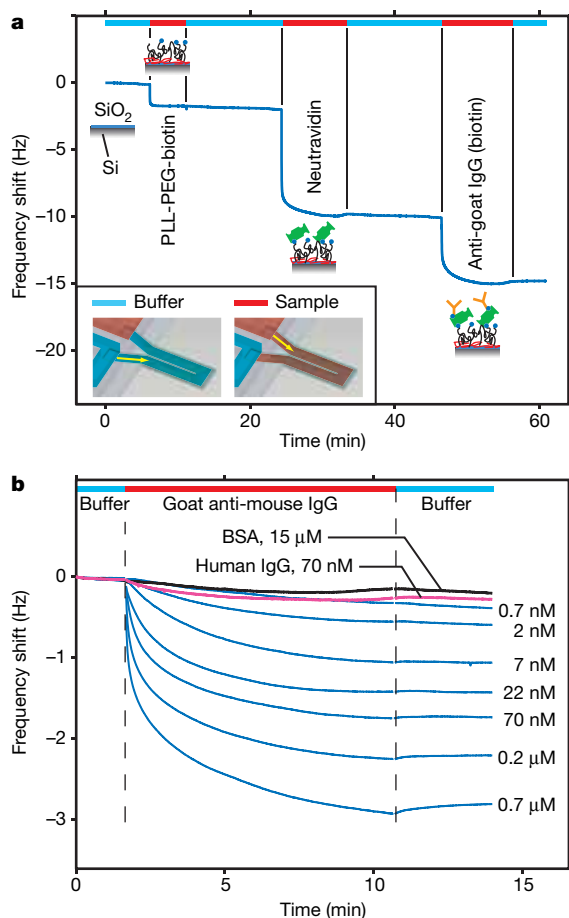 a
0
−5
−10
−15
−20
Frequency shift (Hz)
SiO2
Si
PLL-PEG-biotin
Neutravidin
Anti-goat IgG (biotin)
Buffer
Sample
0
20
40
60
Time (min)
b
Buffer
Goat anti-mouse IgG
Buffer
BSA, 15 μM
Human IgG, 70 nM
0
−1
−2
−3
Frequency shift (Hz)
0.7 nM
2 nM
7 nM
22 nM
70 nM
0.2 μM
0.7 μM
0
5
10
15
Time (min)